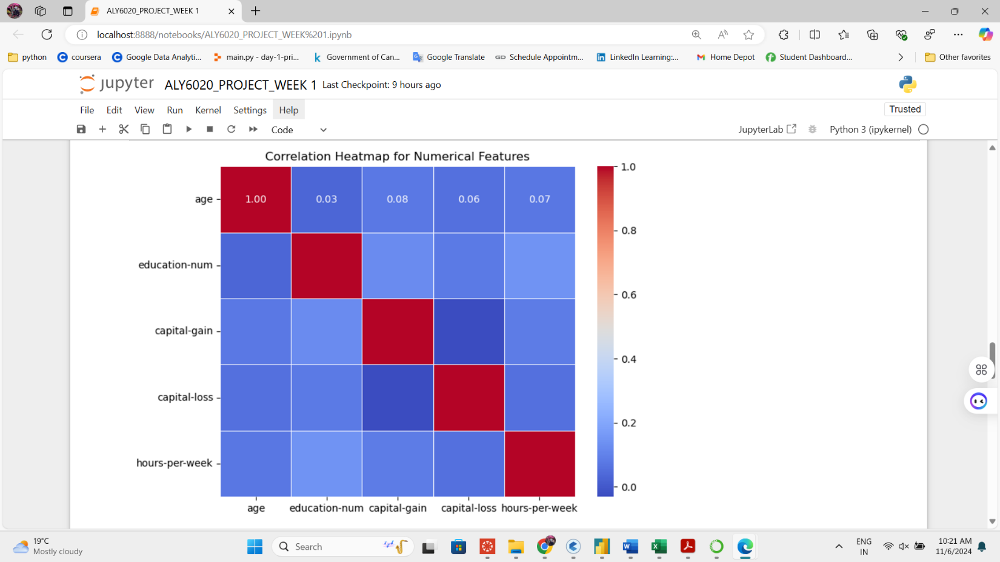 ALY6020_PROJECT_WEEK 1
localhost:8888/notebooks/ALY6020_PROJECT_WEEK%201.ipynb
python
coursera
Google Data Analyti...
main.py - day-1-pri...
Government of Can...
Google Translate
Schedule Appointm...
LinkedIn Learning:...
Home Depot
Student Dashboard...
Other favorites
jupyter ALY6020_PROJECT_WEEK 1 Last Checkpoint: 9 hours ago
File Edit View Run Kernel Settings Help
Trusted
Code
JupyterLab
Python 3 (ipykernel)
Correlation Heatmap for Numerical Features
age
1.00 0.03 0.08 0.06 0.07
education-num
capital-gain
capital-loss
hours-per-week
age education-num capital-gain capital-loss hours-per-week
1.0
0.8
0.6
0.4
0.2
0.0
19°C
Mostly cloudy
Search
ENG
IN
10:21 AM
11/6/2024